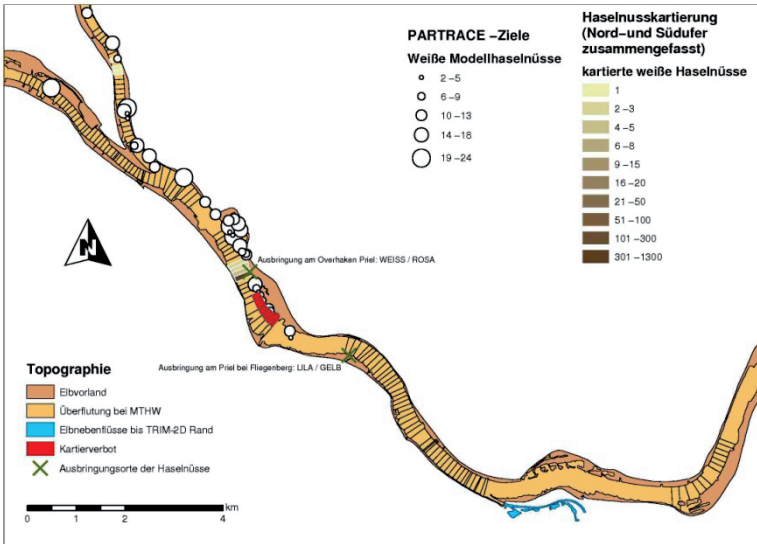 PARTRACE –Ziele
Weiße Modellhaselnüsse
2 –5
6 –9
10 –13
14 –18
19 –24
Haselnusskartierung
(Nord–und Südufer
zusammengefasst)
kartierte weiße Haselnüsse
1
2 –3
4 –5
6 –8
9 –15
16 –20
21 –50
51 –100
101 –300
301 –1300
N
Ausbringung am Overhaken Priel: WEISS / ROSA
Ausbringung am Priel bei Fliegenberg: LILA / GELB
Topographie
Elbvorland
Überflutung bei MTHW
Elbnebenflüsse bis TRIM–2D Rand
Kartierverbot
Ausbringungsorte der Haselnüsse
km
0 1 2 4